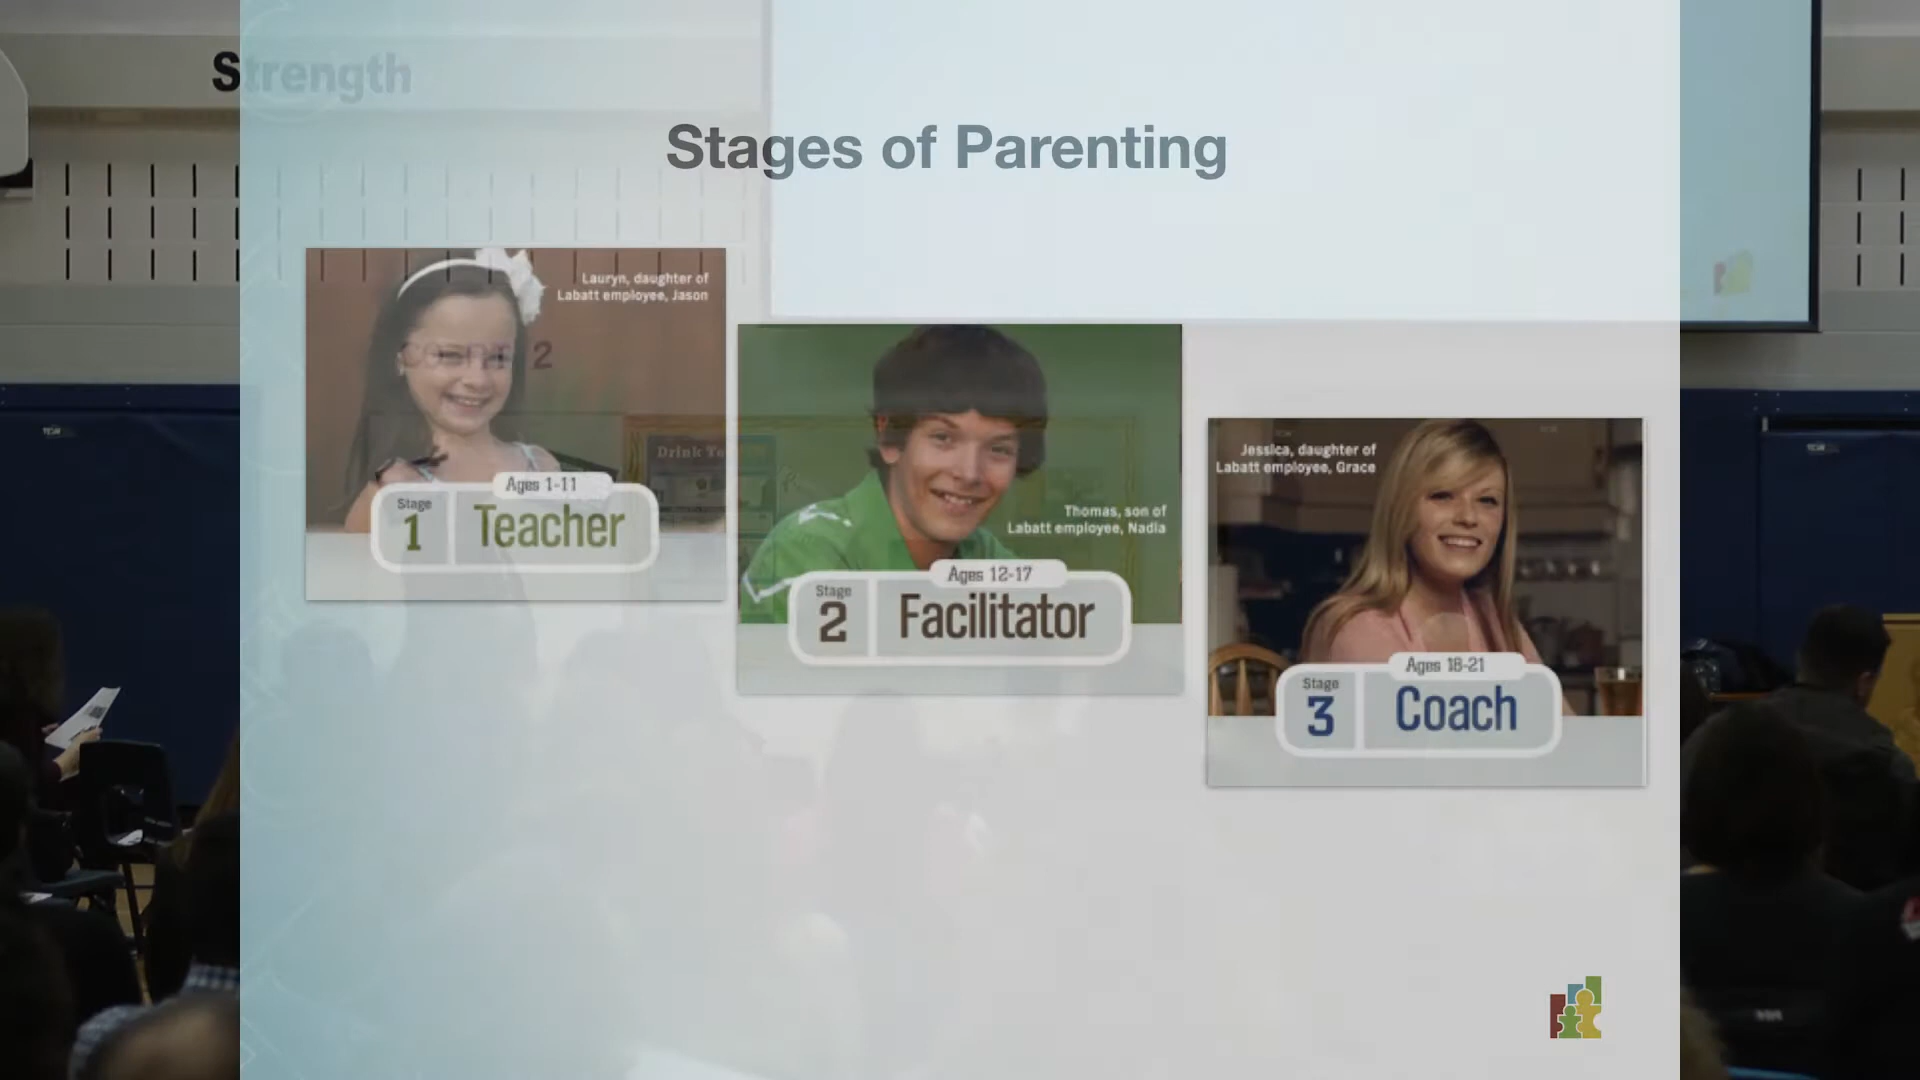 Strength
Stages of Parenting
Lauryn, daughter of
Labatt employee, Jason
2
Drink
Ages 1-11
Stage
1
Teacher
Thomas, son of
Labatt employee, Nadia
Ages 12-17
Stage
2
Facilitator
Jessica, daughter of
Labatt employee, Grace
Ages 18-21
Stage
3
Coach